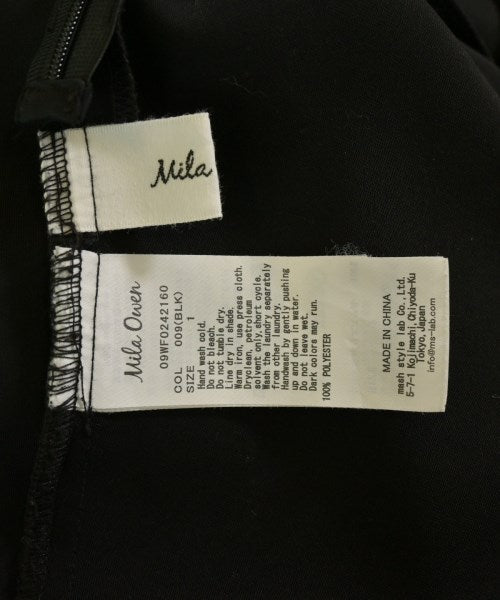 Mila
Mila Owen
09WF0242160
COL 009(BLK)
SIZE 1
Hand wash cold.
Do not bleach.
Do not tumble dry.
Line dry in shade.
Warm iron, use press cloth.
Dryclean, petroleum
solvent only, short cycle.
Wash the laundry separately
from other laundry.
Handwash by gently pushing
up and down in water.
Do not leave wet.
Dark colors may run.
100% POLYESTER
MADE IN CHINA
mash style lab Co.,Ltd.
5-7-1 Kojimachi,Chiyoda-Ku
Tokyo,Japan
info@ms-lab.com